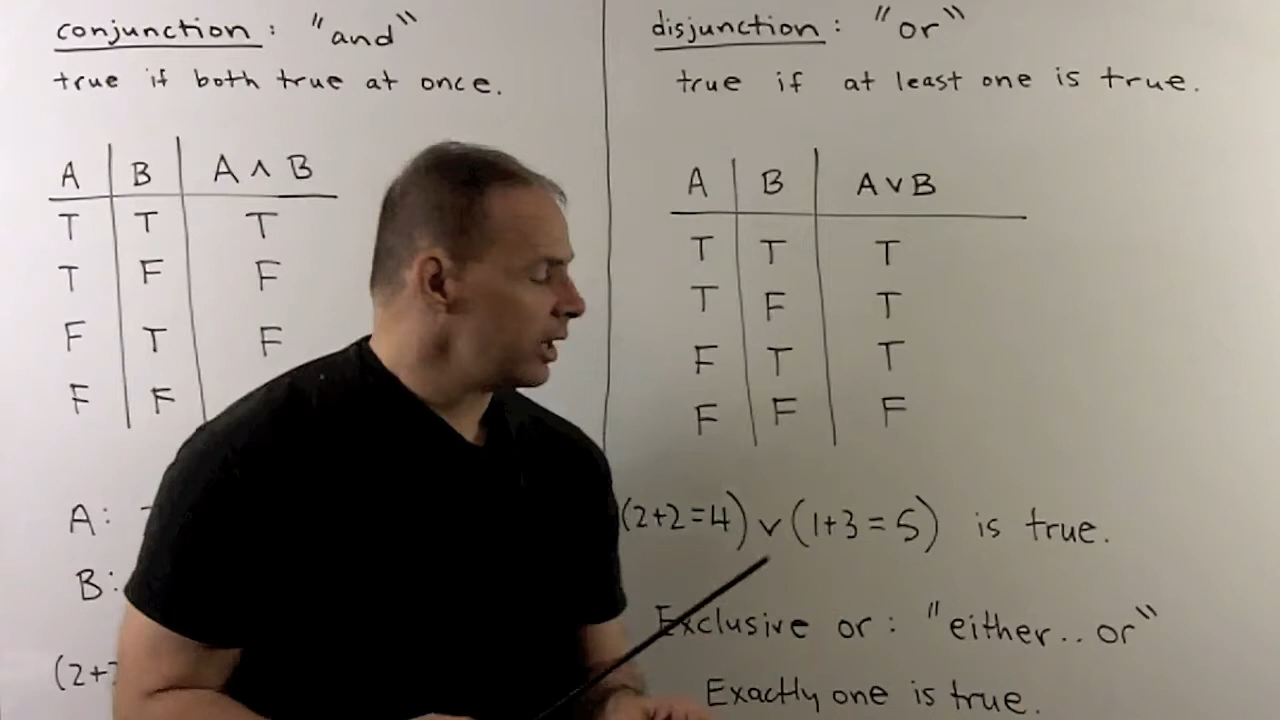 conjunction : "and"
true if both true at once.
A B A ∧ B
T T T
T F F
F T F
F F
A:
B:
(2+
disjunction : "or"
true if at least one is true.
A B A ∨ B
T T T
T F T
F T T
F F F
(2+2=4) ∨ (1+3=5) is true.
Exclusive or : "either.. or"
Exactly one is true.